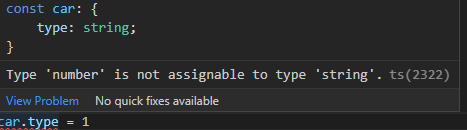 const car: {
    type: string;
}
Type 'number' is not assignable to type 'string'. ts(2322)
View Problem    No quick fixes available
car.type = 1